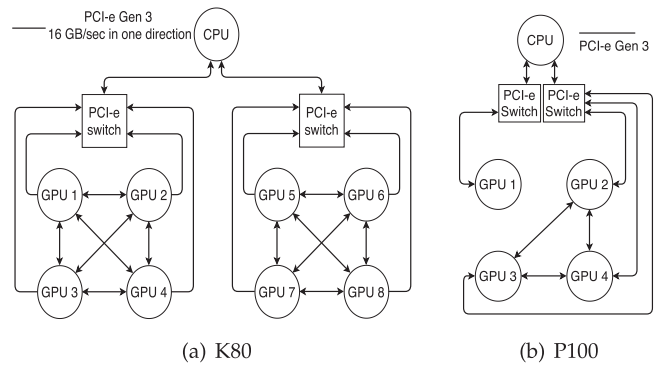 PCI-e Gen 3
16 GB/sec in one direction
CPU
PCI-e
switch
PCI-e
switch
GPU 1
GPU 2
GPU 5
GPU 6
GPU 3
GPU 4
GPU 7
GPU 8
(a) K80
CPU
PCI-e Gen 3
PCI-e
Switch
PCI-e
Switch
GPU 1
GPU 2
GPU 3
GPU 4
(b) P100